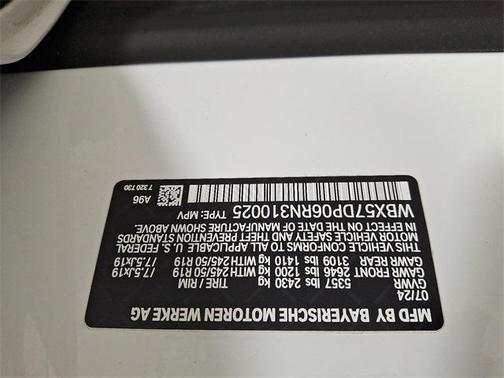 MFD BY BAYERISCHE MOTOREN WERKE AG
07/24
GVWR 5357 lbs 2430 kg TIRE / RIM
GAWR FRONT 2646 lbs 1200 kg WITH 245/50 R19 I7.5Jx19
GAWR REAR 3109 lbs 1410 kg WITH 245/50 R19 I7.5Jx19
THIS VEHICLE CONFORMS TO ALL APPLICABLE U.S. FEDERAL
MOTOR VEHICLE SAFETY AND THEFT PREVENTION STANDARDS
IN EFFECT ON THE DATE OF MANUFACTURE SHOWN ABOVE.
WBX57DP06RN310025 TYPE: MPV
A96
7 320 730